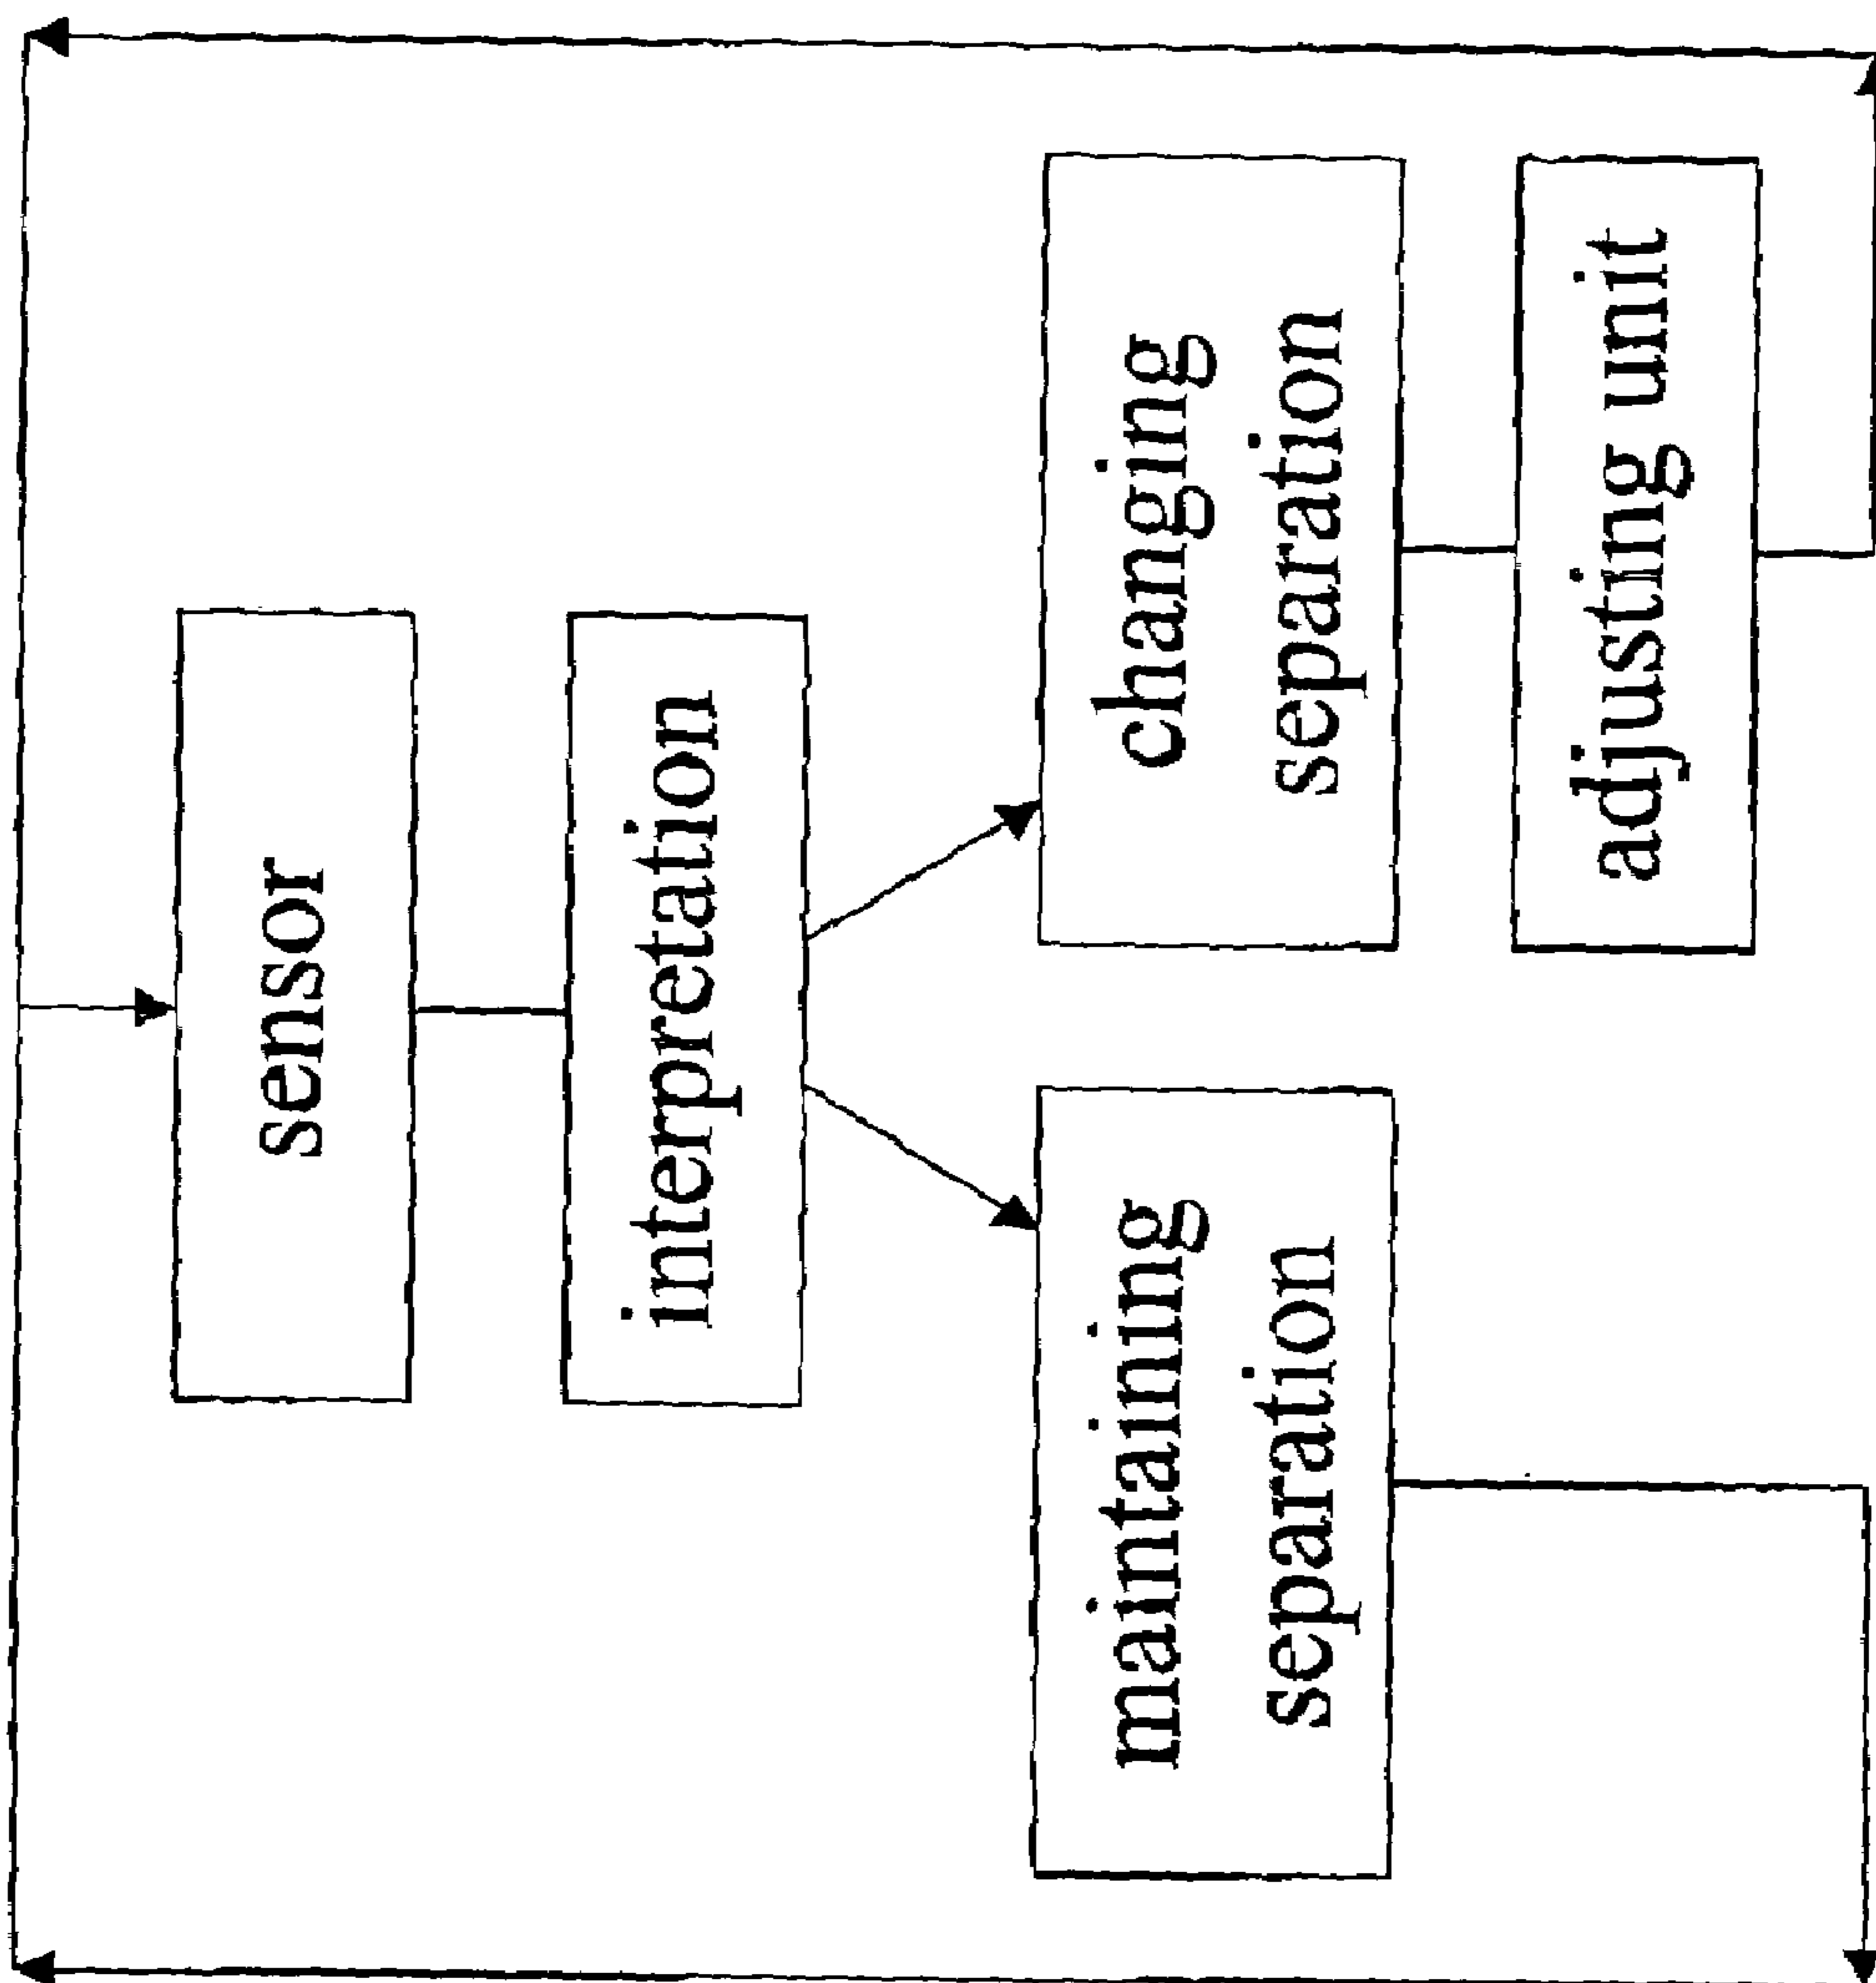 sensor
interpretation
maintaining
separation
changing
separation
adjusting unit